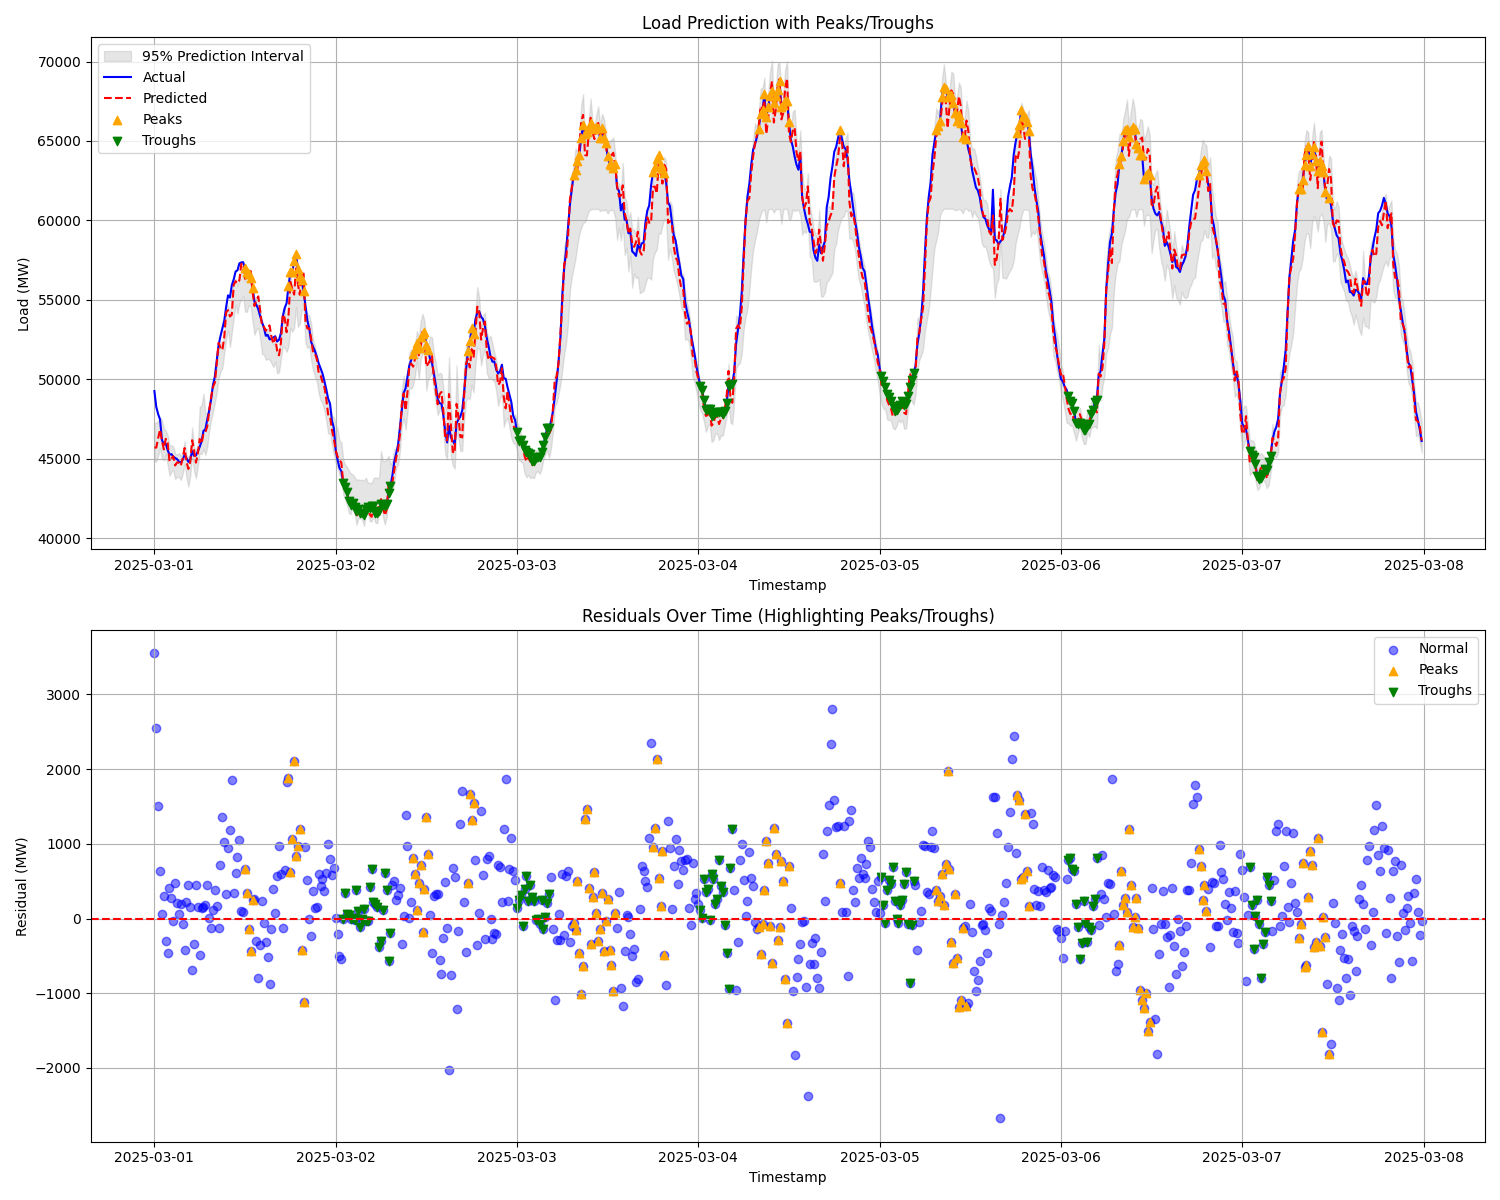 Load Prediction with Peaks/Troughs
Load (MW)
70000
65000
60000
55000
50000
45000
40000
95% Prediction Interval
Actual
Predicted
Peaks
Troughs
2025-03-01 2025-03-02 2025-03-03 2025-03-04 2025-03-05 2025-03-06 2025-03-07 2025-03-08
Timestamp
Residuals Over Time (Highlighting Peaks/Troughs)
Residual (MW)
3000
2000
1000
0
−1000
−2000
Normal
Peaks
Troughs
2025-03-01 2025-03-02 2025-03-03 2025-03-04 2025-03-05 2025-03-06 2025-03-07 2025-03-08
Timestamp